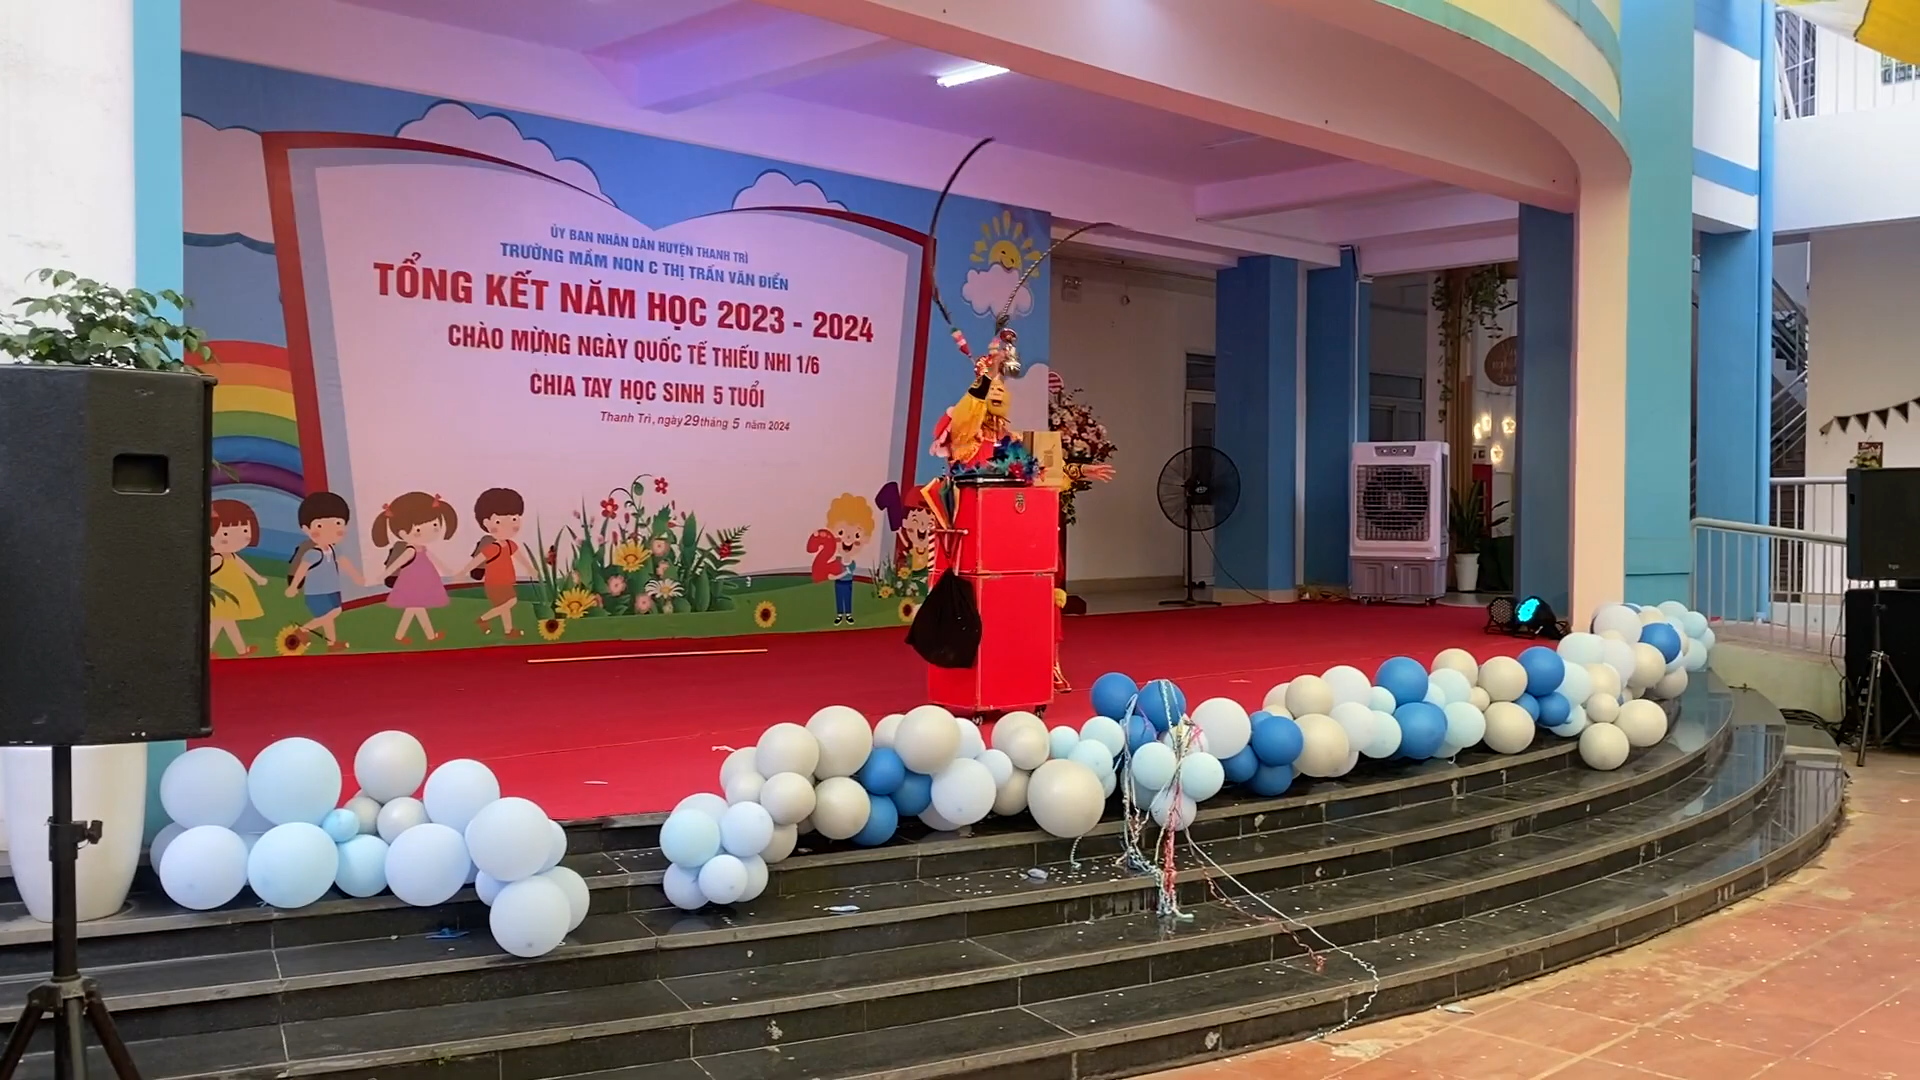 ỦY BAN NHÂN DÂN HUYỆN THANH TRÌ
TRƯỜNG MẦM NON C THỊ TRẤN VĂN ĐIỂN
TỔNG KẾT NĂM HỌC 2023 - 2024
CHÀO MỪNG NGÀY QUỐC TẾ THIẾU NHI 1/6
CHIA TAY HỌC SINH 5 TUỔI
Thanh Trì, ngày 29 tháng 5 năm 2024
2
1